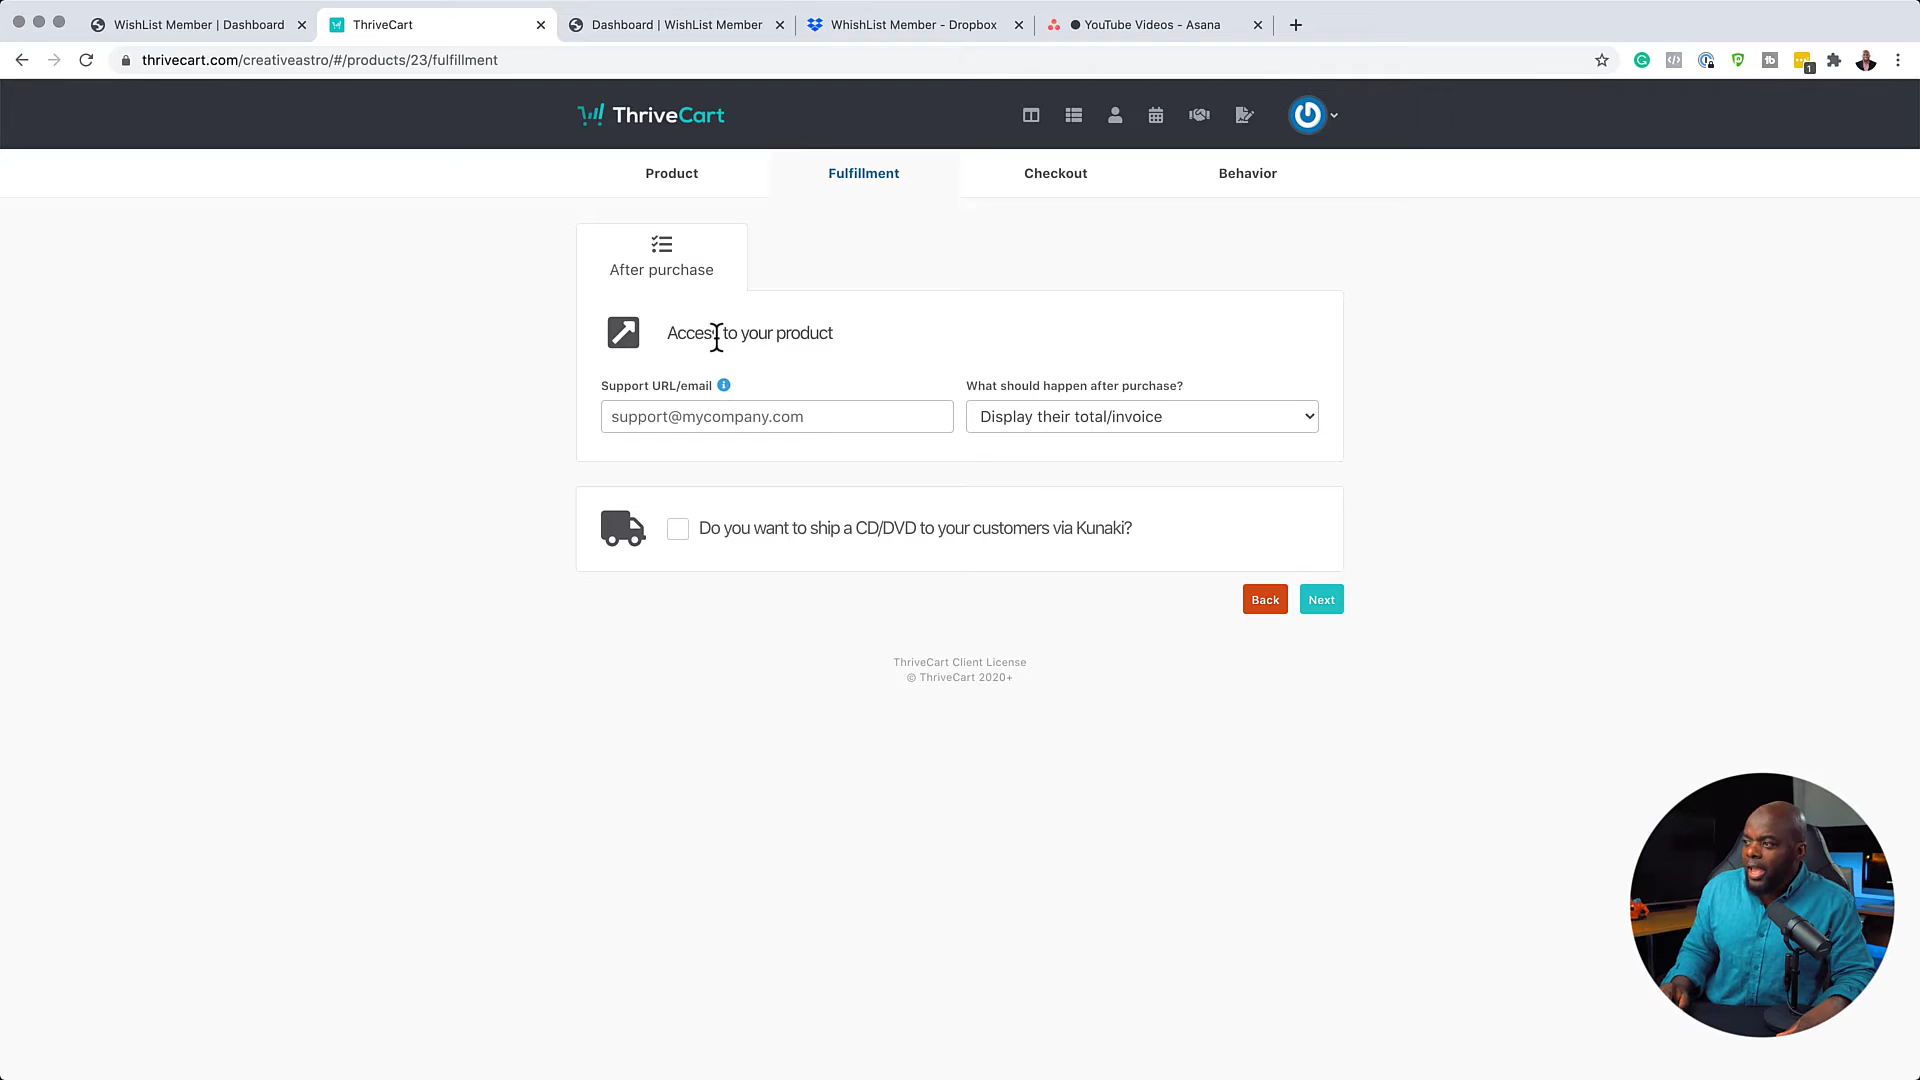 WishList Member | Dashboard
ThriveCart
Dashboard | WishList Member
WhishList Member - Dropbox
YouTube Videos - Asana
thrivecart.com/creativeastro/#/products/23/fulfillment
1
ThriveCart
Product
Fulfillment
Checkout
Behavior
After purchase
Access to your product
Support URL/email
What should happen after purchase?
support@mycompany.com
Display their total/invoice
Do you want to ship a CD/DVD to your customers via Kunaki?
Back
Next
ThriveCart Client License
© ThriveCart 2020+